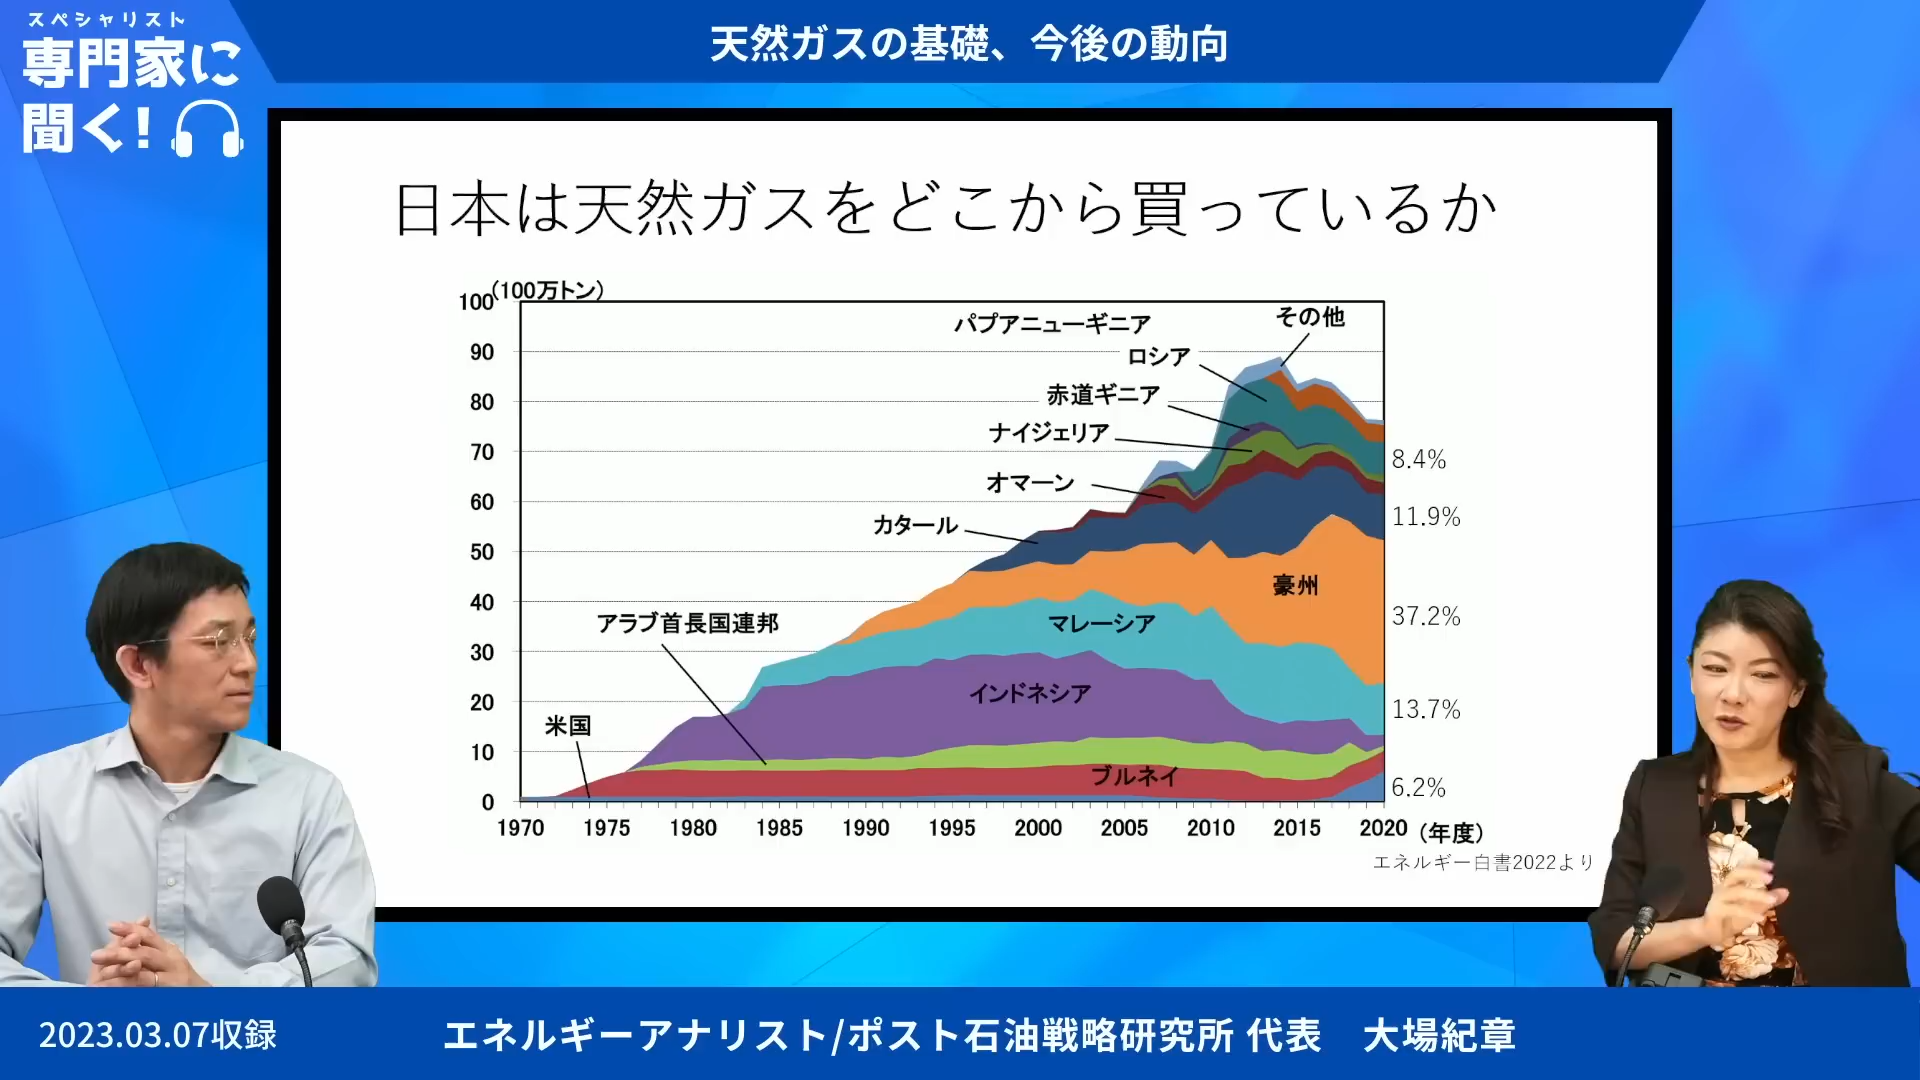 スペシャリスト
専門家に
聞く!
天然ガスの基礎、今後の動向
日本は天然ガスをどこから買っているか
(100万トン)
100
90
80
70
60
50
40
30
20
10
0
パプアニューギニア
その他
ロシア
赤道ギニア
ナイジェリア
オマーン
カタール
豪州
アラブ首長国連邦
マレーシア
インドネシア
米国
ブルネイ
8.4%
11.9%
37.2%
13.7%
6.2%
1970 1975 1980 1985 1990 1995 2000 2005 2010 2015 2020 (年度)
エネルギー白書2022より
2023.03.07収録
エネルギーアナリスト/ポスト石油戦略研究所 代表 大場紀章